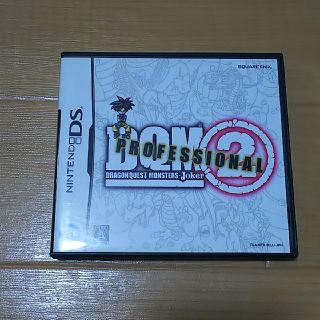 SQUARE ENIX
NINTENDO DS
DQM 2
PROFESSIONAL
DRAGON QUEST MONSTERS-Joker